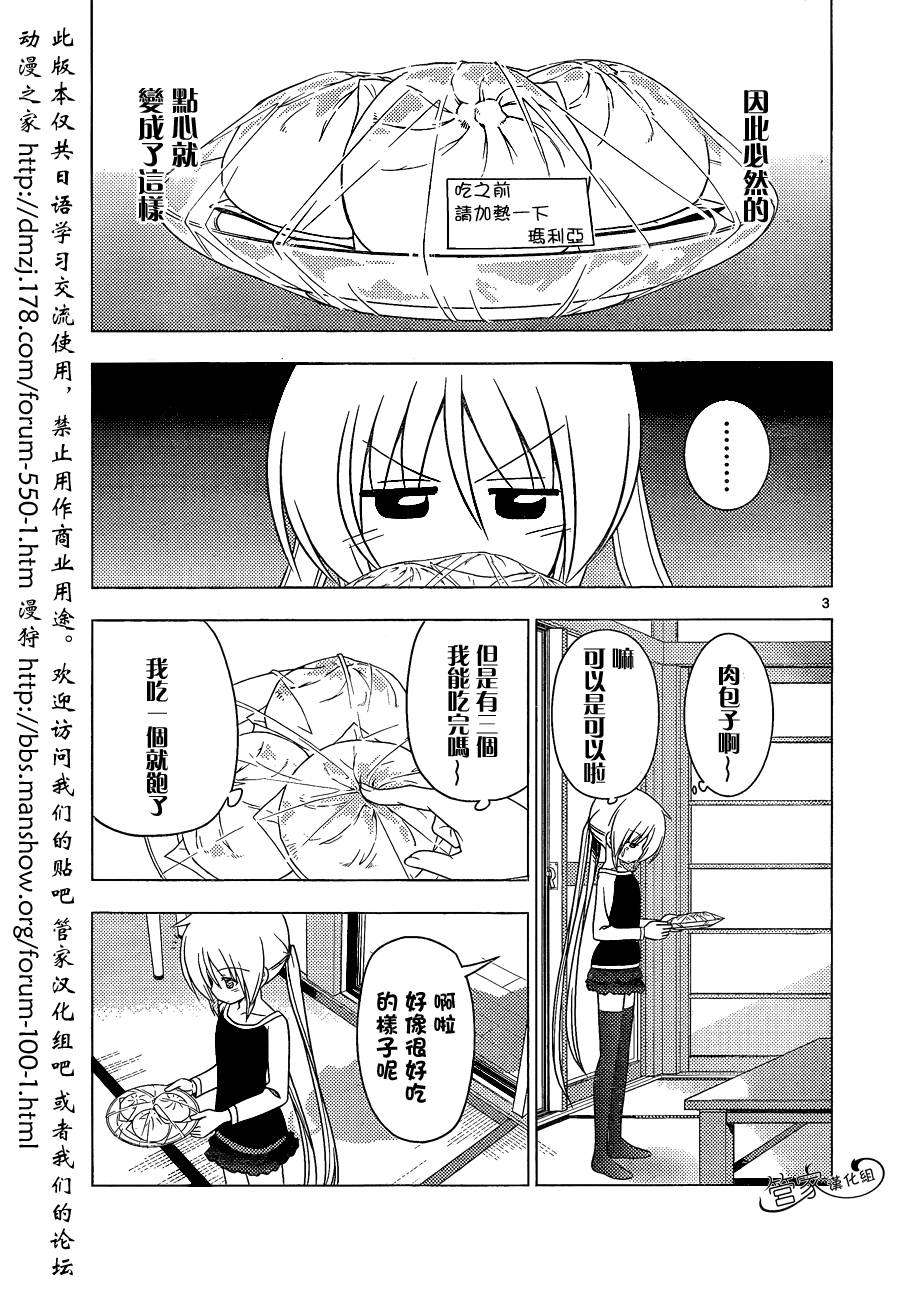 因此必然的
點心就
變成了這樣
吃之前
請加熱一下
瑪利亞
………
3
肉包子啊~
嘛
可以是可以啦
但是有三個
我能吃完嗎~
我吃一個就飽了
啊啦
好像很好吃
的樣子呢
管家漢化組
此版本仅共日语学习交流使用，禁止用作商业用途。欢迎访问我们的贴吧 管家汉化组吧 或者我们的论坛
动漫之家 http://dmzj.178.com/forum-550-1.htm 漫狩 http://bbs.manshow.org/forum-100-1.html